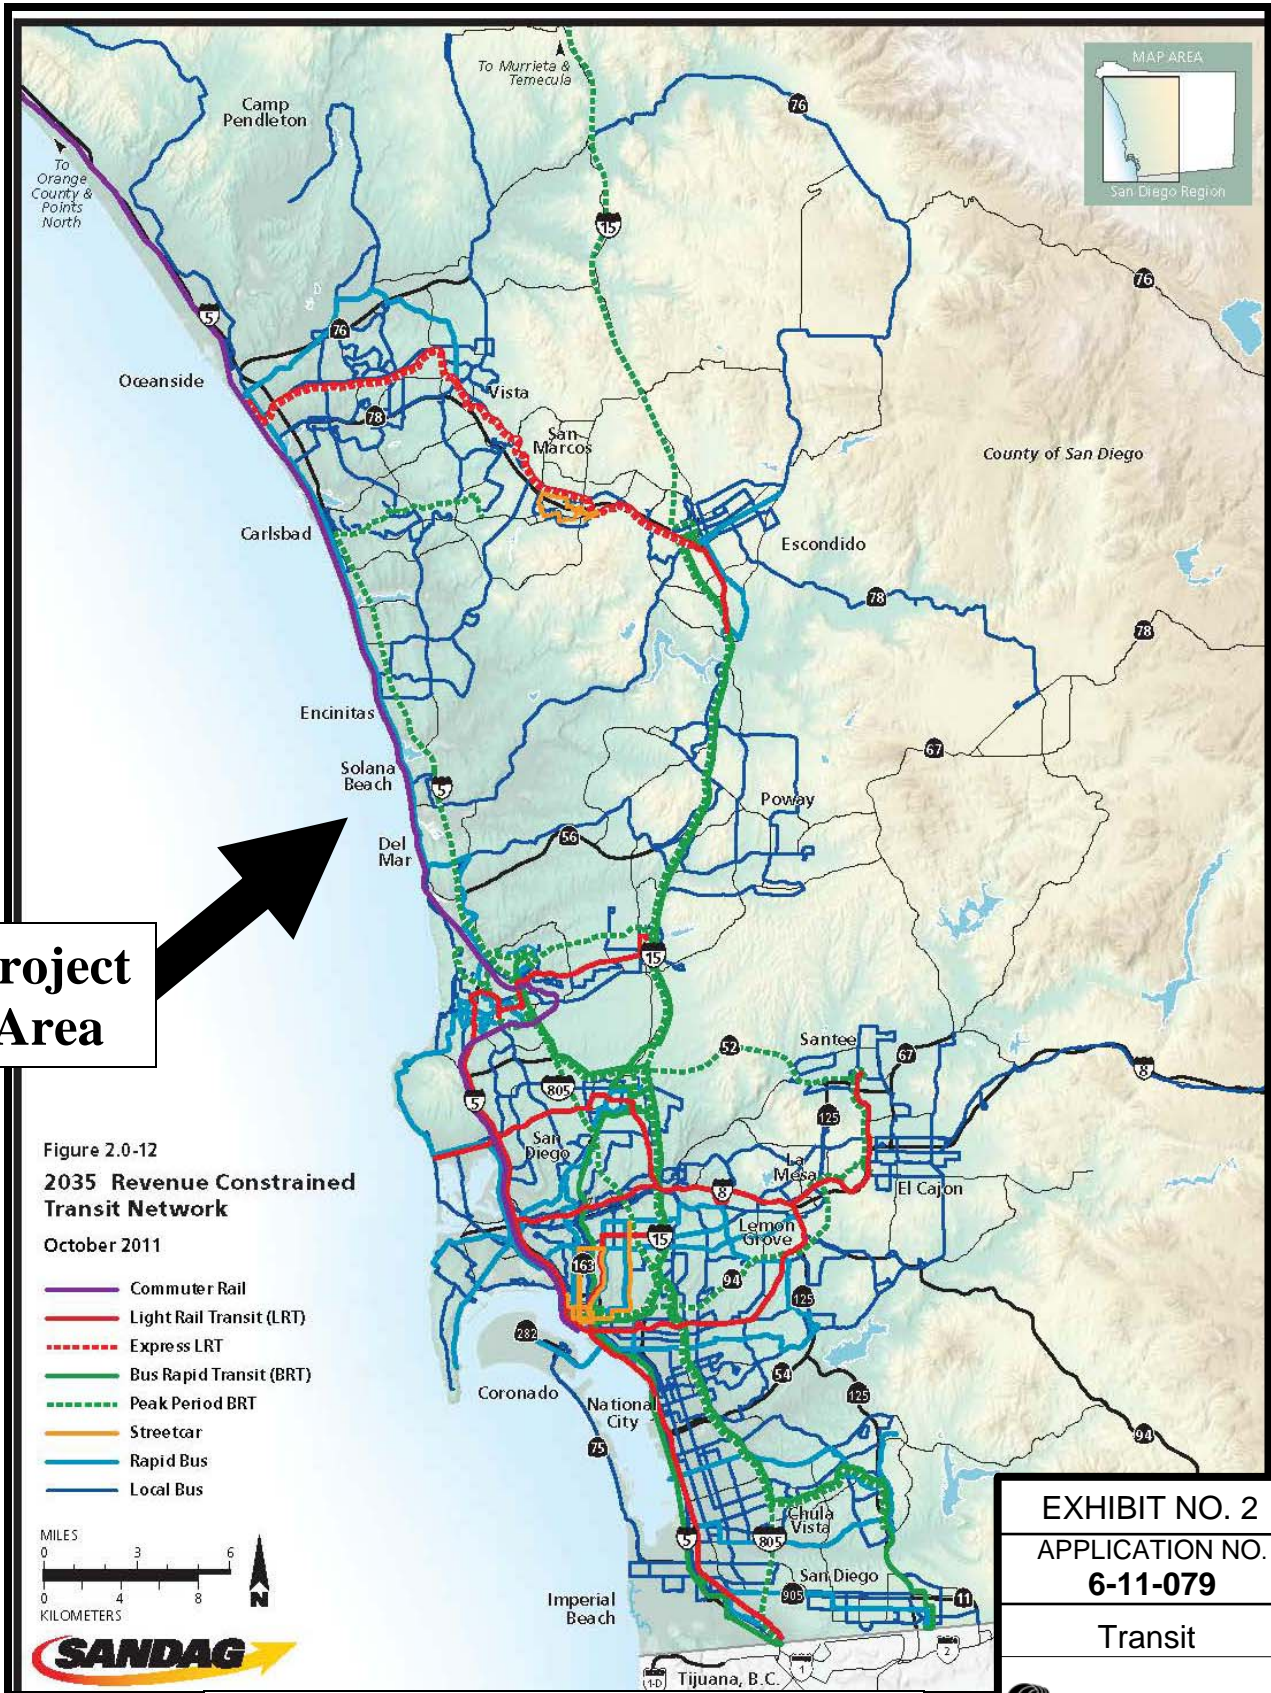 MAP AREA
San Diego Region
To Murrieta &
Temecula
Camp
Pendleton
76
To
Orange
County &
Points
North
15
76
5
76
Oceanside
Vista
78
San
Marcos
County of San Diego
Carlsbad
Escondido
78
78
Encinitas
67
Solana
Beach
5
Poway
56
Del
Mar
roject
Area
15
52
Santee
67
8
805
5
125
San
Diego
La
Mesa
El Cajon
8
Lemon
Grove
15
163
94
125
282
Coronado
54
125
National
City
75
94
Chula
Vista
5
805
San Diego
905
11
Imperial
Beach
2
1
1-D
Tijuana, B.C.
Figure 2.0-12
2035 Revenue Constrained
Transit Network
October 2011
Commuter Rail
Light Rail Transit (LRT)
Express LRT
Bus Rapid Transit (BRT)
Peak Period BRT
Streetcar
Rapid Bus
Local Bus
MILES
0 3 6
0 4 8
KILOMETERS
N
SANDAG
EXHIBIT NO. 2
APPLICATION NO.
6-11-079
Transit